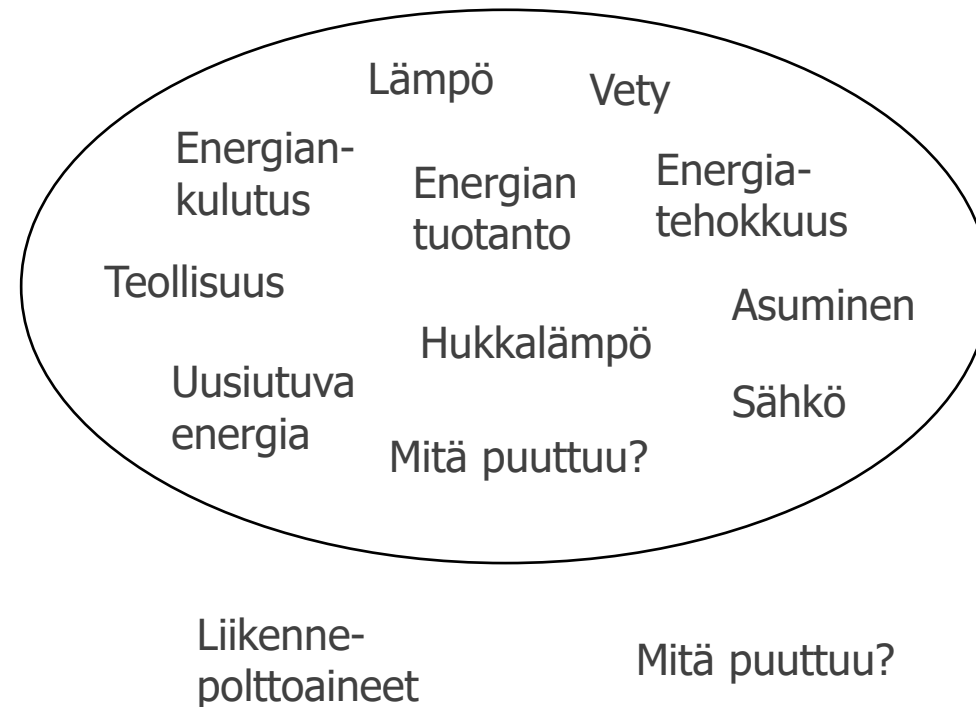 Lämpö
Vety
Energian-
kulutus
Energian
tuotanto
Energia-
tehokkuus
Teollisuus
Asuminen
Hukkalämpö
Uusiutuva
energia
Sähkö
Mitä puuttuu?
Liikenne-
polttoaineet
Mitä puuttuu?